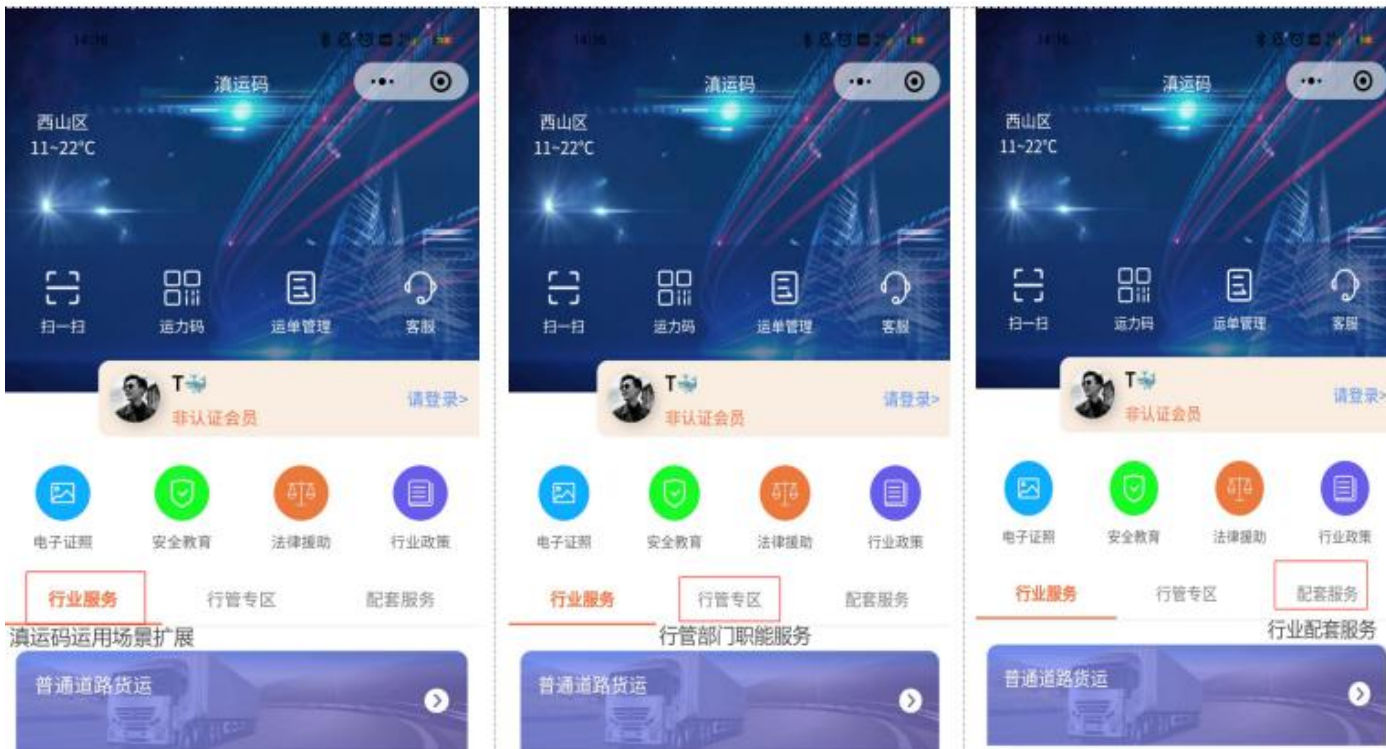 14:16
滇运码
西山区
11~22°C
扫一扫 运力码 运单管理 客服
T
非认证会员
请登录>
电子证照 安全教育 法律援助 行业政策
行业服务 行管专区 配套服务
滇运码运用场景扩展
普通道路货运
滇运码
西山区
11~22°C
扫一扫 运力码 运单管理 客服
T
非认证会员
请登录>
电子证照 安全教育 法律援助 行业政策
行业服务 行管专区 配套服务
行管部门职能服务
普通道路货运
滇运码
西山区
11~22°C
扫一扫 运力码 运单管理 客服
T
非认证会员
请登录>
电子证照 安全教育 法律援助 行业政策
行业服务 行管专区 配套服务
行业配套服务
普通道路货运